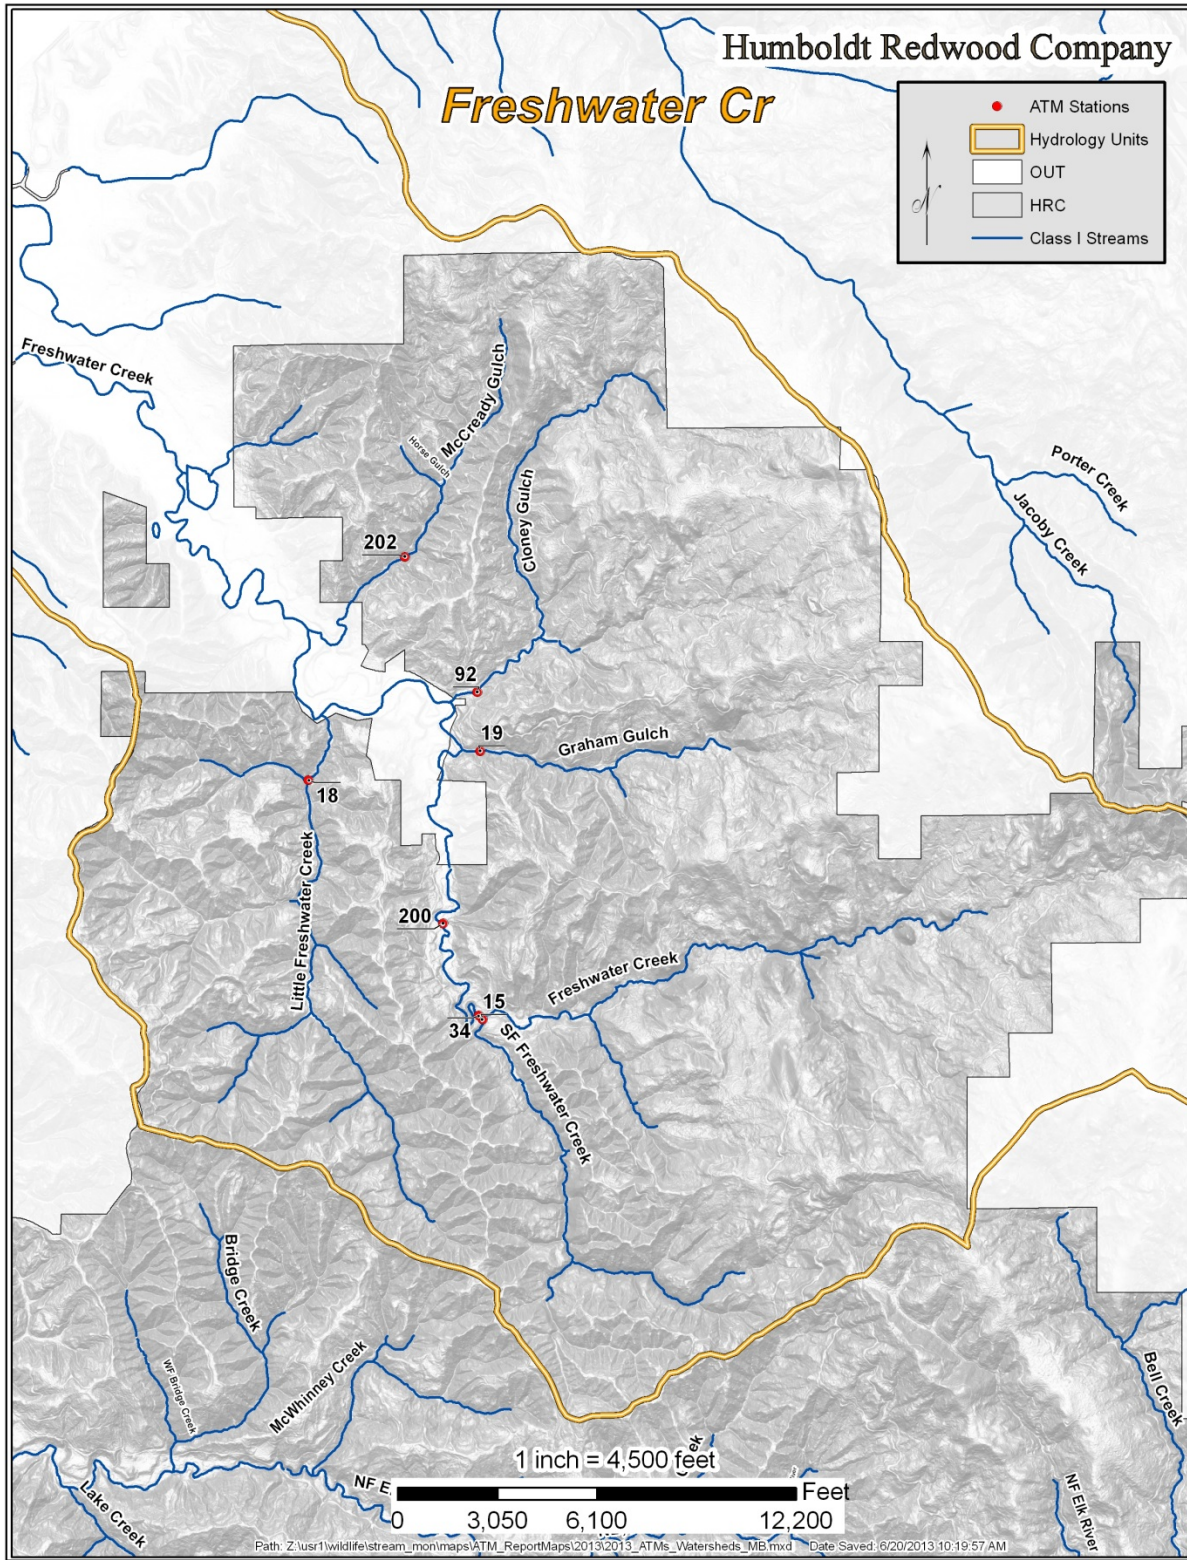 Humboldt Redwood Company
Freshwater Cr
ATM Stations
Hydrology Units
OUT
HRC
Class I Streams
N
Freshwater Creek
McCready Gulch
Horse Gulch
Cloney Gulch
Porter Creek
Jacoby Creek
202
92
19
Graham Gulch
18
Little Freshwater Creek
200
Freshwater Creek
15
34
SF Freshwater Creek
Bridge Creek
WF Bridge Creek
McWhinney Creek
Bell Creek
Lake Creek
NF E
NF Elk River
1 inch = 4,500 feet
Feet
0 3,050 6,100 12,200
Path: Z:\usr1\wildlife\stream_mon\maps\ATM_ReportMaps\2013\2013_ATMs_Watersheds_MB.mxd Date Saved: 6/20/2013 10:19:57 AM